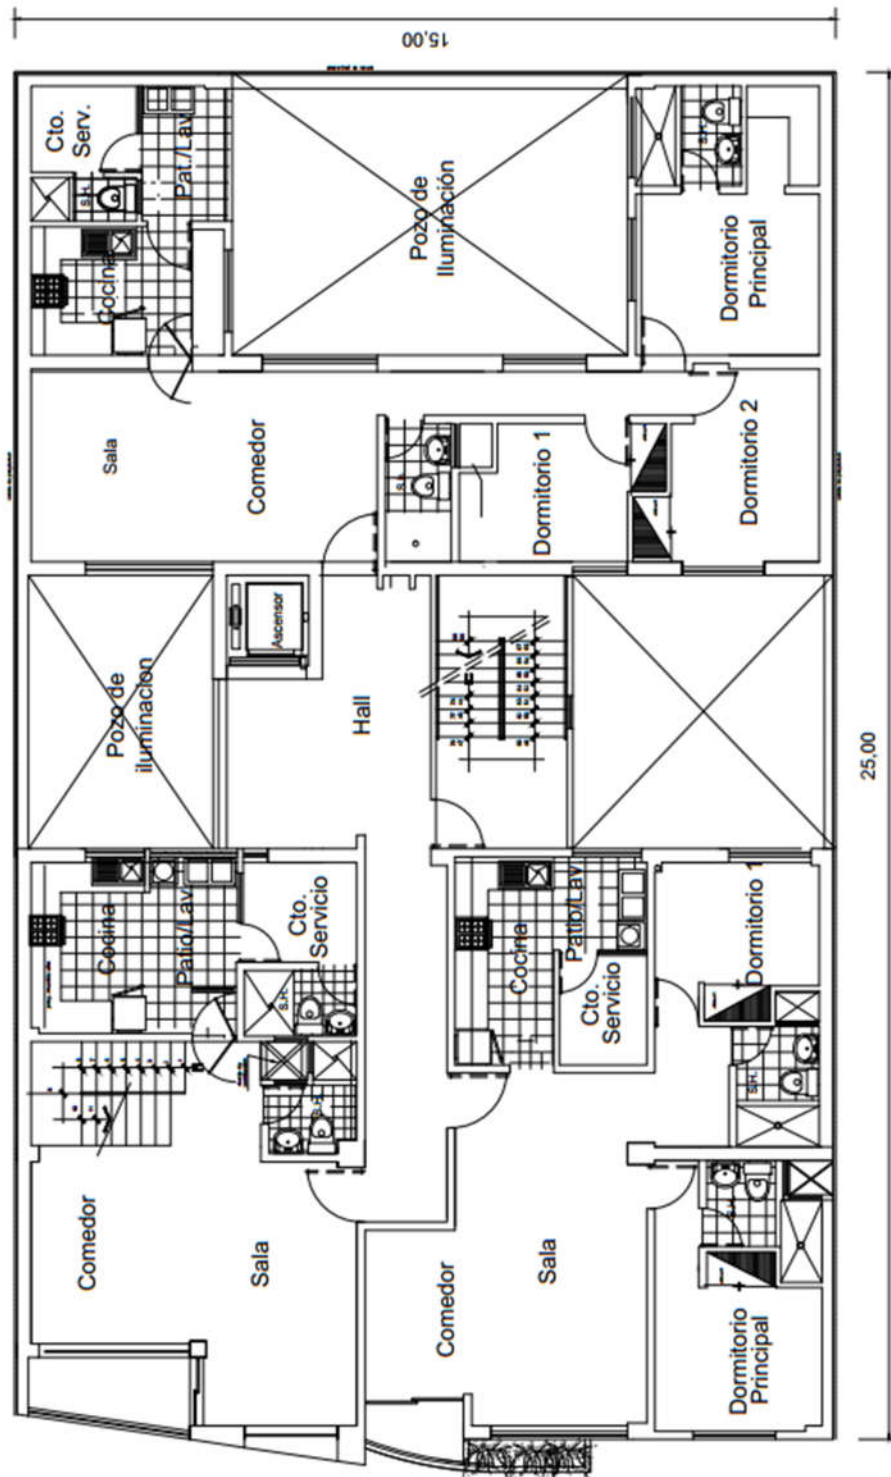 15,00
Cto.
Serv.
Pat./Lav
S.H.
Cocina
Pozo de
Iluminación
S.H.
Dormitorio
Principal
Sala
Comedor
S.H.
Dormitorio 1
Dormitorio 2
Pozo de
iluminacion
Ascensor
Hall
25,00
Cocina
Patio/Lav
Cto.
Servicio
S.H.
Cocina
Patio/Lav
Cto.
Servicio
Dormitorio 1
S.H.
S.H.
Comedor
Sala
Comedor
Sala
S.H.
Dormitorio
Principal